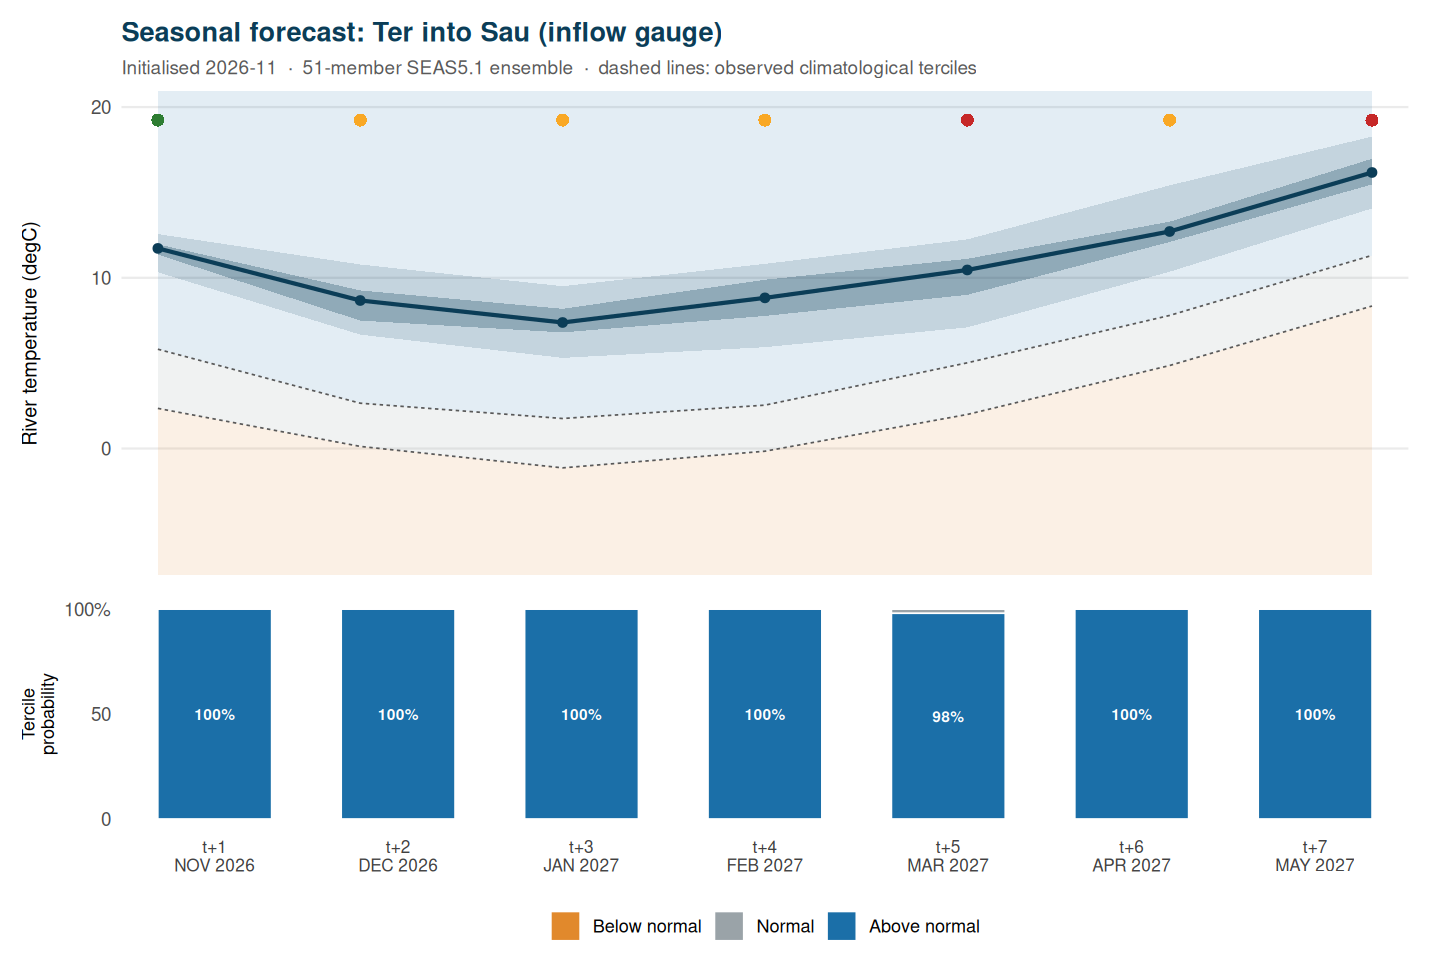 Seasonal forecast: Ter into Sau (inflow gauge)
Initialised 2026-11 · 51-member SEAS5.1 ensemble · dashed lines: observed climatological terciles
River temperature (degC)
20
10
0
Tercile
probability
100%
50
0
100%
100%
100%
100%
98%
100%
100%
t+1
NOV 2026
t+2
DEC 2026
t+3
JAN 2027
t+4
FEB 2027
t+5
MAR 2027
t+6
APR 2027
t+7
MAY 2027
Below normal
Normal
Above normal